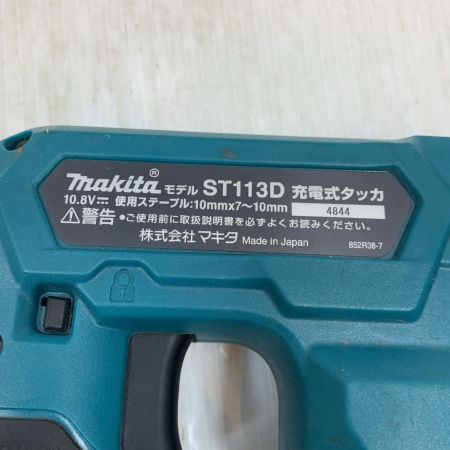 makita® モデル ST113D 充電式タッカ
10.8V⎓ 使用ステープル:10mmx7〜10mm 4844
⚠警告 ●ご使用前に取扱説明書を必ずよくお読みください。
株式会社マキタ Made in Japan 852R38-7